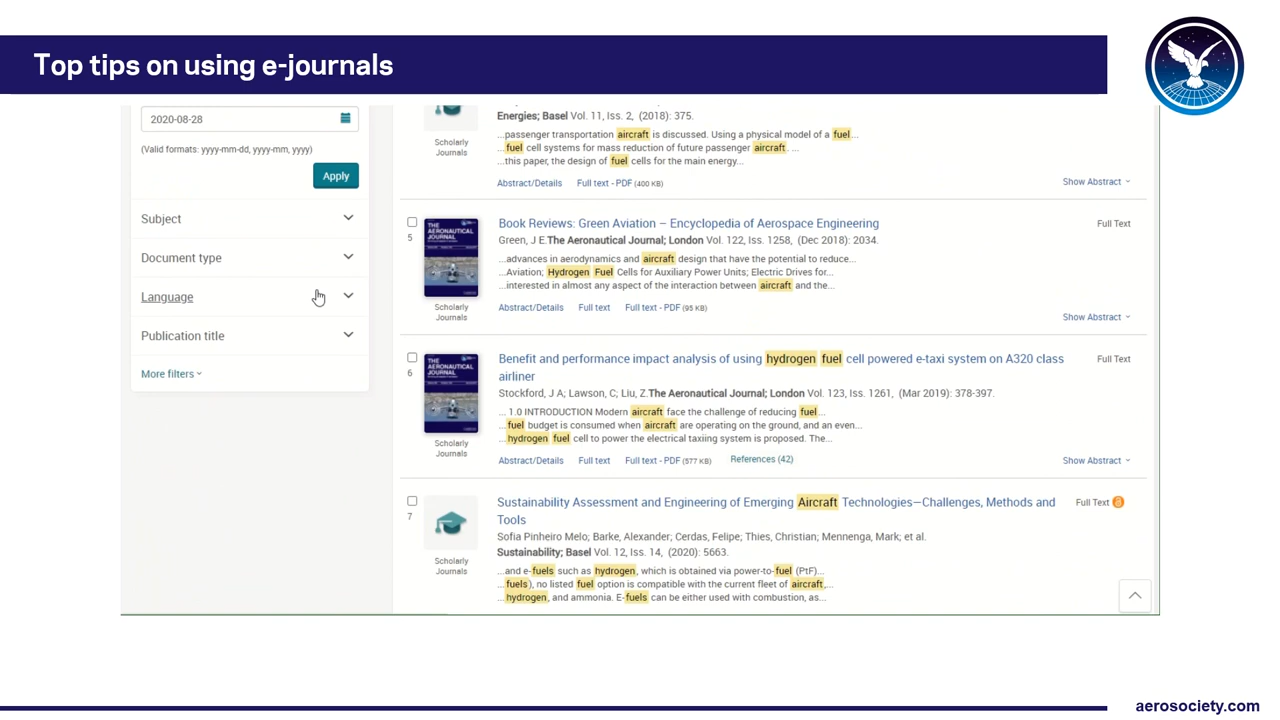 Top tips on using e-journals
2020-08-28
(Valid formats: yyyy-mm-dd, yyyy-mm, yyyy)
Apply
Subject
Document type
Language
Publication title
More filters
Scholarly
Journals
Energies; Basel Vol. 11, Iss. 2, (2018): 375.
...passenger transportation aircraft is discussed. Using a physical model of a fuel...
...fuel cell systems for mass reduction of future passenger aircraft. ...
...this paper, the design of fuel cells for the main energy...
Abstract/Details Full text - PDF (400 KB)
Show Abstract
5
THE
AERONAUTICAL
JOURNAL
Scholarly
Journals
Book Reviews: Green Aviation – Encyclopedia of Aerospace Engineering
Full Text
Green, J E.The Aeronautical Journal; London Vol. 122, Iss. 1258, (Dec 2018): 2034.
...advances in aerodynamics and aircraft design that have the potential to reduce...
...Aviation; Hydrogen Fuel Cells for Auxiliary Power Units; Electric Drives for...
...interested in almost any aspect of the interaction between aircraft and the...
Abstract/Details Full text Full text - PDF (95 KB)
Show Abstract
6
THE
AERONAUTICAL
JOURNAL
Scholarly
Journals
Benefit and performance impact analysis of using hydrogen fuel cell powered e-taxi system on A320 class
airliner
Full Text
Stockford, J A; Lawson, C; Liu, Z.The Aeronautical Journal; London Vol. 123, Iss. 1261, (Mar 2019): 378-397.
... 1.0 INTRODUCTION Modern aircraft face the challenge of reducing fuel...
...fuel budget is consumed when aircraft are operating on the ground, and an even...
...hydrogen fuel cell to power the electrical taxiing system is proposed. The...
Abstract/Details Full text Full text - PDF (577 KB) References (42)
Show Abstract
7
Scholarly
Journals
Sustainability Assessment and Engineering of Emerging Aircraft Technologies—Challenges, Methods and
Tools
Full Text
Sofia Pinheiro Melo; Barke, Alexander; Cerdas, Felipe; Thies, Christian; Mennenga, Mark; et al.
Sustainability; Basel Vol. 12, Iss. 14, (2020): 5663.
...and e-fuels such as hydrogen, which is obtained via power-to-fuel (PtF)...
...fuels), no listed fuel option is compatible with the current fleet of aircraft,...
...hydrogen, and ammonia. E-fuels can be either used with combustion, as...
aerosociety.com